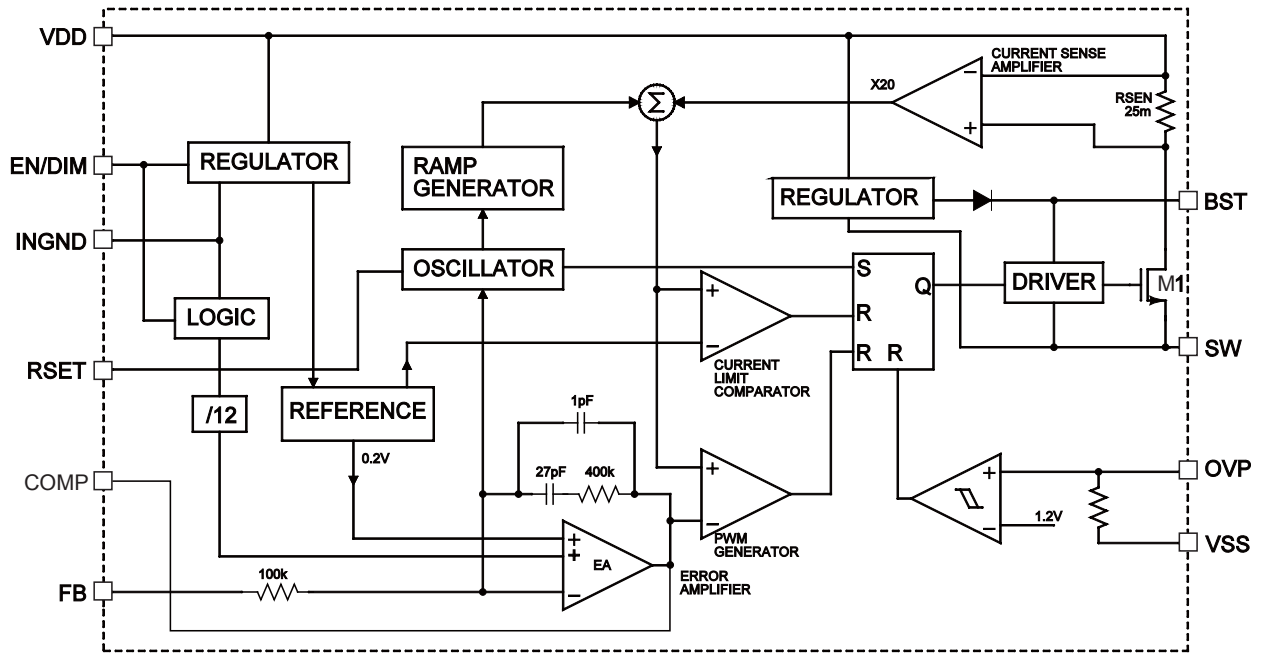 VDD
CURRENT SENSE
AMPLIFIER
X20
Σ
RSEN
25m
EN/DIM
REGULATOR
RAMP
GENERATOR
REGULATOR
BST
INGND
OSCILLATOR
S
Q
DRIVER
M1
LOGIC
R
RSET
R R
SW
CURRENT
LIMIT
COMPARATOR
REFERENCE
1pF
/12
0.2V
27pF
400k
COMP
OVP
1.2V
VSS
PWM
GENERATOR
EA
ERROR
AMPLIFIER
100k
FB
+
−
+
−
+
−
+
+
−
+
−